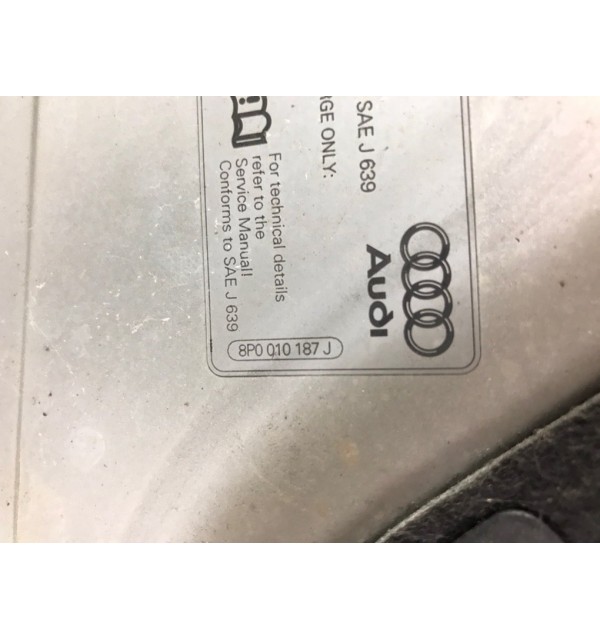 SAE J 639
ONLY:
Audi
For technical details
refer to the
Service Manual!
Conforms to SAE J 639
8P0 010 187 J